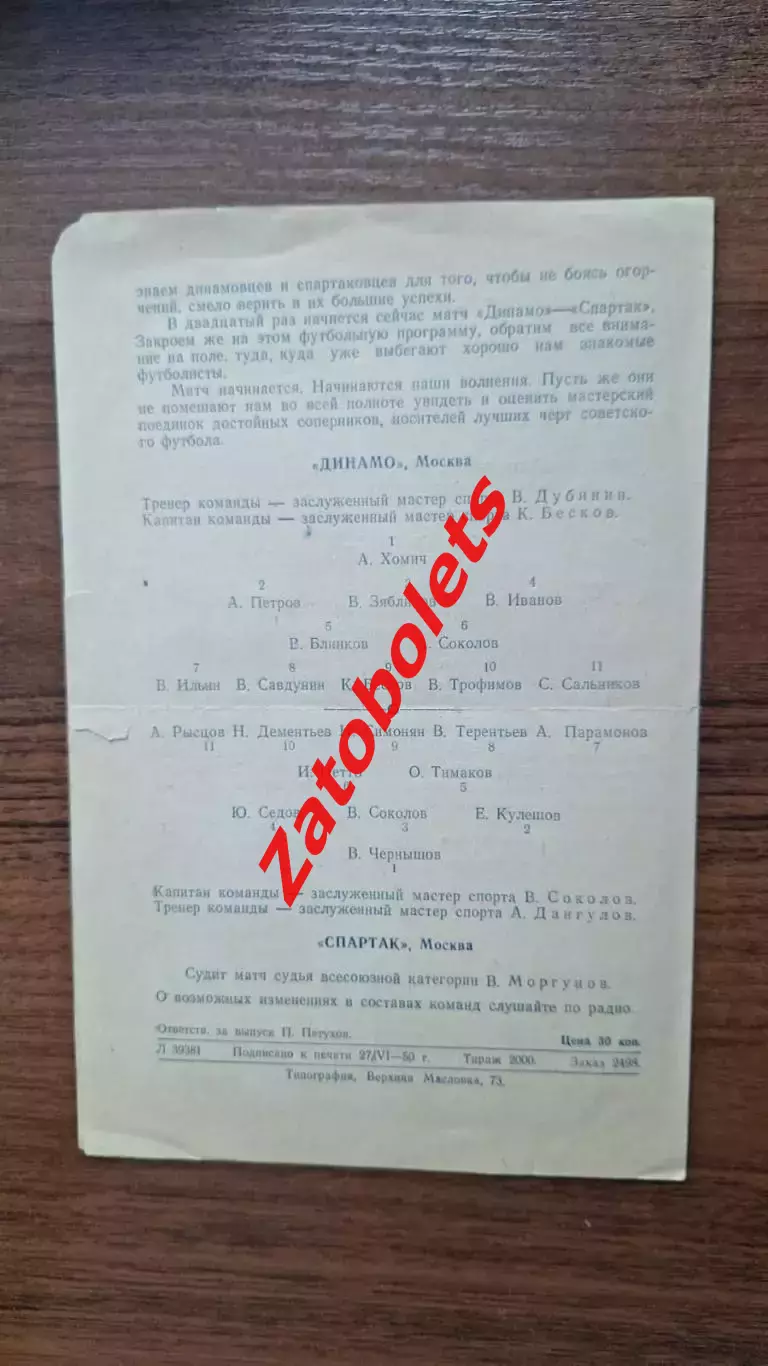 знаем динамовцев и спартаковцев для того, чтобы не боясь огор-
чений, смело верить в их большие успехи.
В двадцатый раз начнется сейчас матч «Динамо»—«Спартак».
Закроем же на этом футбольную программу, обратим все внима-
ние на поле, туда, куда уже выбегают хорошо нам знакомые
футболисты.
Матч начинается. Начинаются наши волнения. Пусть же они
не помешают нам во всей полноте увидеть и оценить мастерский
поединок достойных соперников, носителей лучших черт советско-
го футбола.
«ДИНАМО», Москва
Тренер команды — заслуженный мастер спорта В. Дубинин.
Капитан команды — заслуженный мастер спорта К. Бесков.
1
А. Хомич
2 3 4
А. Петров В. Зябликов В. Иванов
5 6
В. Блинков Соколов
7 8 9 10 11
В. Ильин В. Савдунин К. Бесков В. Трофимов С. Сальников
А. Рысцов Н. Дементьев Симонян В. Терентьев А. Парамонов
11 10 9 8 7
И. Нетто О. Тимаков
6 5
Ю. Седов В. Соколов Е. Кулешов
4 3 2
В. Чернышов
1
Капитан команды — заслуженный мастер спорта В. Соколов.
Тренер команды — заслуженный мастер спорта А. Дангулов.
«СПАРТАК», Москва
Судит матч судья всесоюзной категории В. Моргунов.
О возможных изменениях в составах команд слушайте по радио.
Ответств. за выпуск П. Петухов. Цена 30 коп.
Л 39381 Подписано к печати 27/VI—50 г. Тираж 2000. Заказ 2498.
Типография, Верхняя Масловка, 73.
Zatobolets